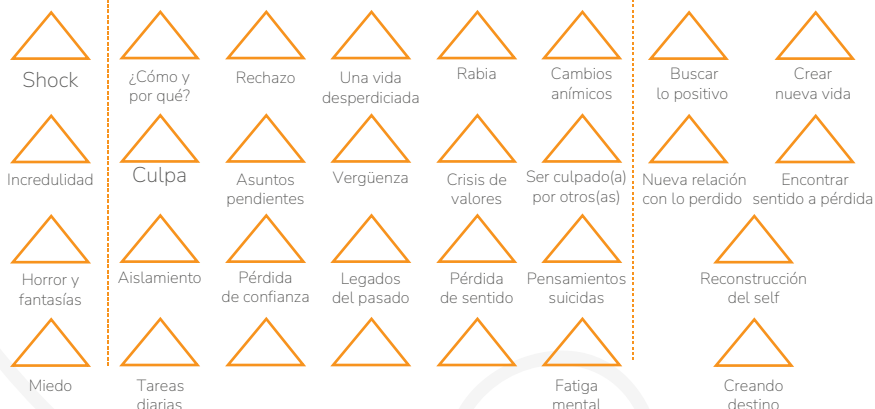 Shock
¿Cómo y
por qué?
Rechazo
Una vida
desperdiciada
Rabia
Cambios
anímicos
Buscar
lo positivo
Crear
nueva vida
Incredulidad
Culpa
Asuntos
pendientes
Vergüenza
Crisis de
valores
Ser culpado(a)
por otros(as)
Nueva relación
con lo perdido
Encontrar
sentido a pérdida
Horror y
fantasías
Aislamiento
Pérdida
de confianza
Legados
del pasado
Pérdida
de sentido
Pensamientos
suicidas
Reconstrucción
del self
Miedo
Tareas
diarias
Fatiga
mental
Creando
destino